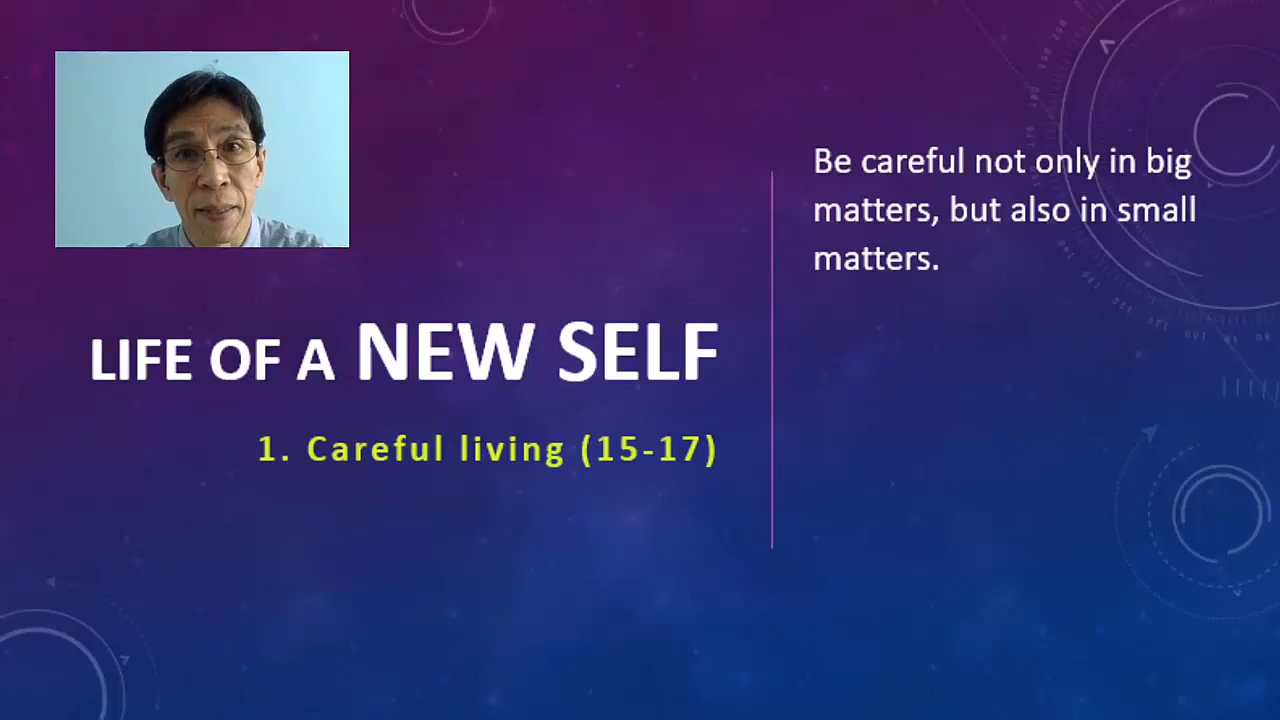 LIFE OF A NEW SELF
1. Careful living (15-17)
Be careful not only in big
matters, but also in small
matters.